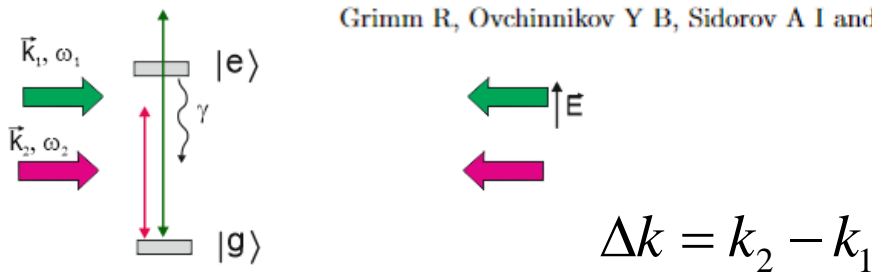 Grimm R, Ovchinnikov Y B, Sidorov A I and
k⃗₁, ω₁
|e⟩
γ
E⃗
k⃗₂, ω₂
|g⟩
Δk = k₂ − k₁